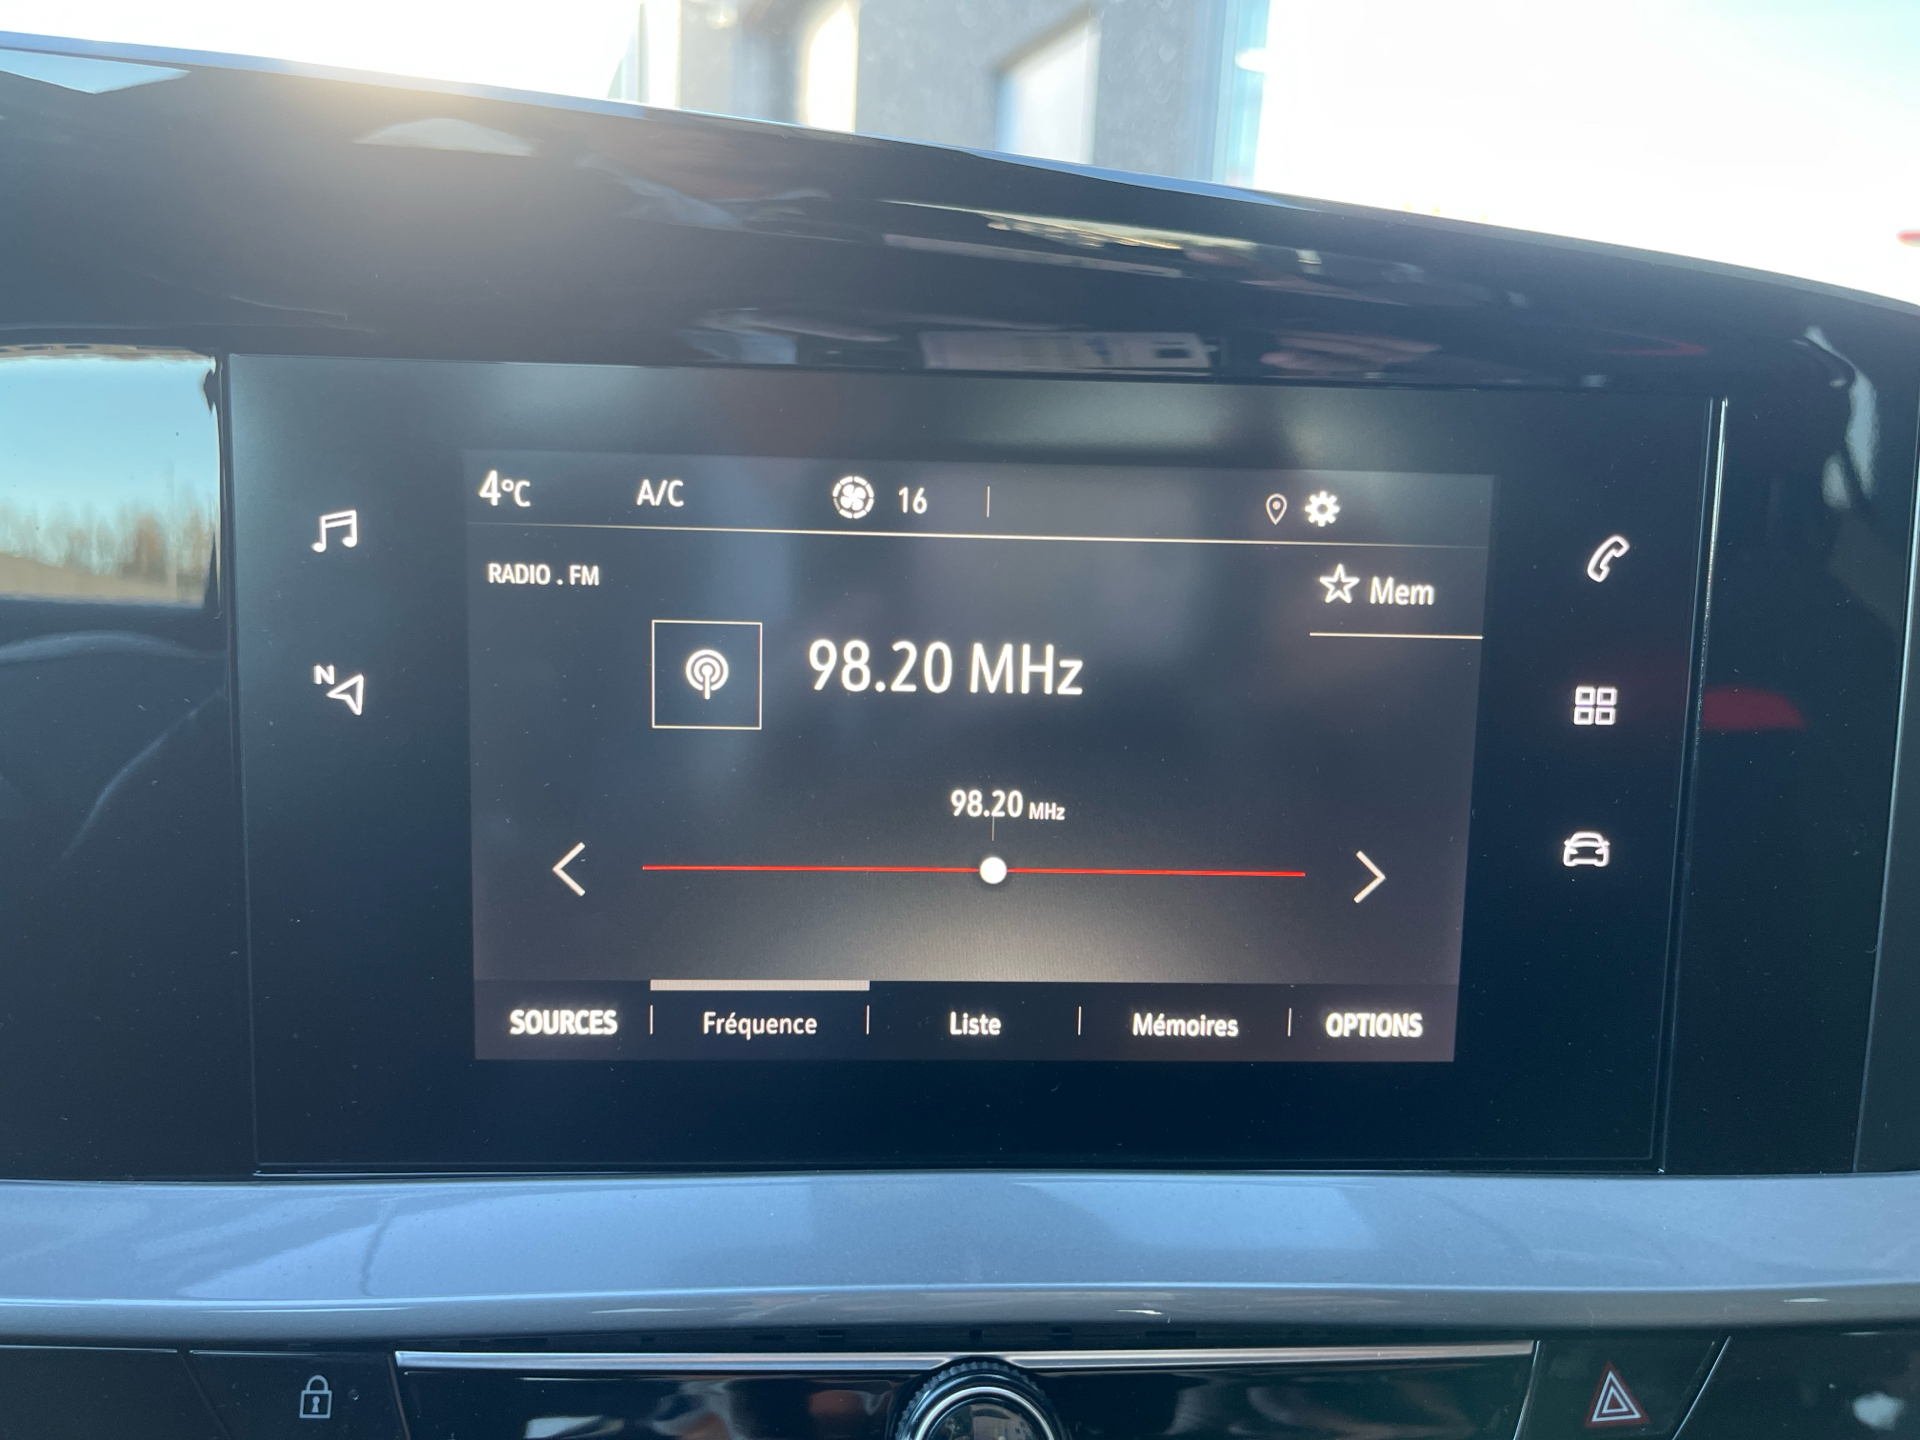 4°C A/C 16
RADIO . FM
Mem
98.20 MHz
98.20 MHz
SOURCES Fréquence Liste Mémoires OPTIONS
N